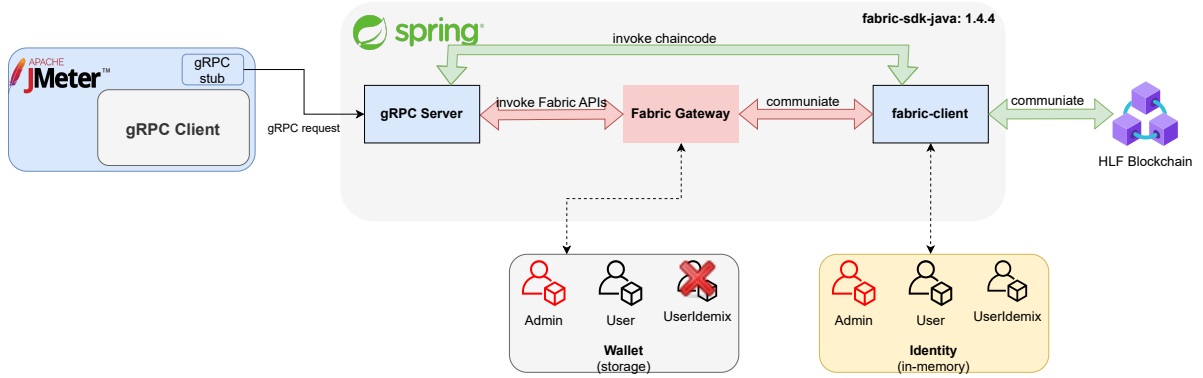 fabric-sdk-java: 1.4.4
spring
invoke chaincode
APACHE
JMeter™
gRPC
stub
gRPC Client
gRPC request
gRPC Server
invoke Fabric APIs
Fabric Gateway
communiate
fabric-client
communiate
HLF Blockchain
Admin
User
UserIdemix
Wallet
(storage)
Admin
User
UserIdemix
Identity
(in-memory)